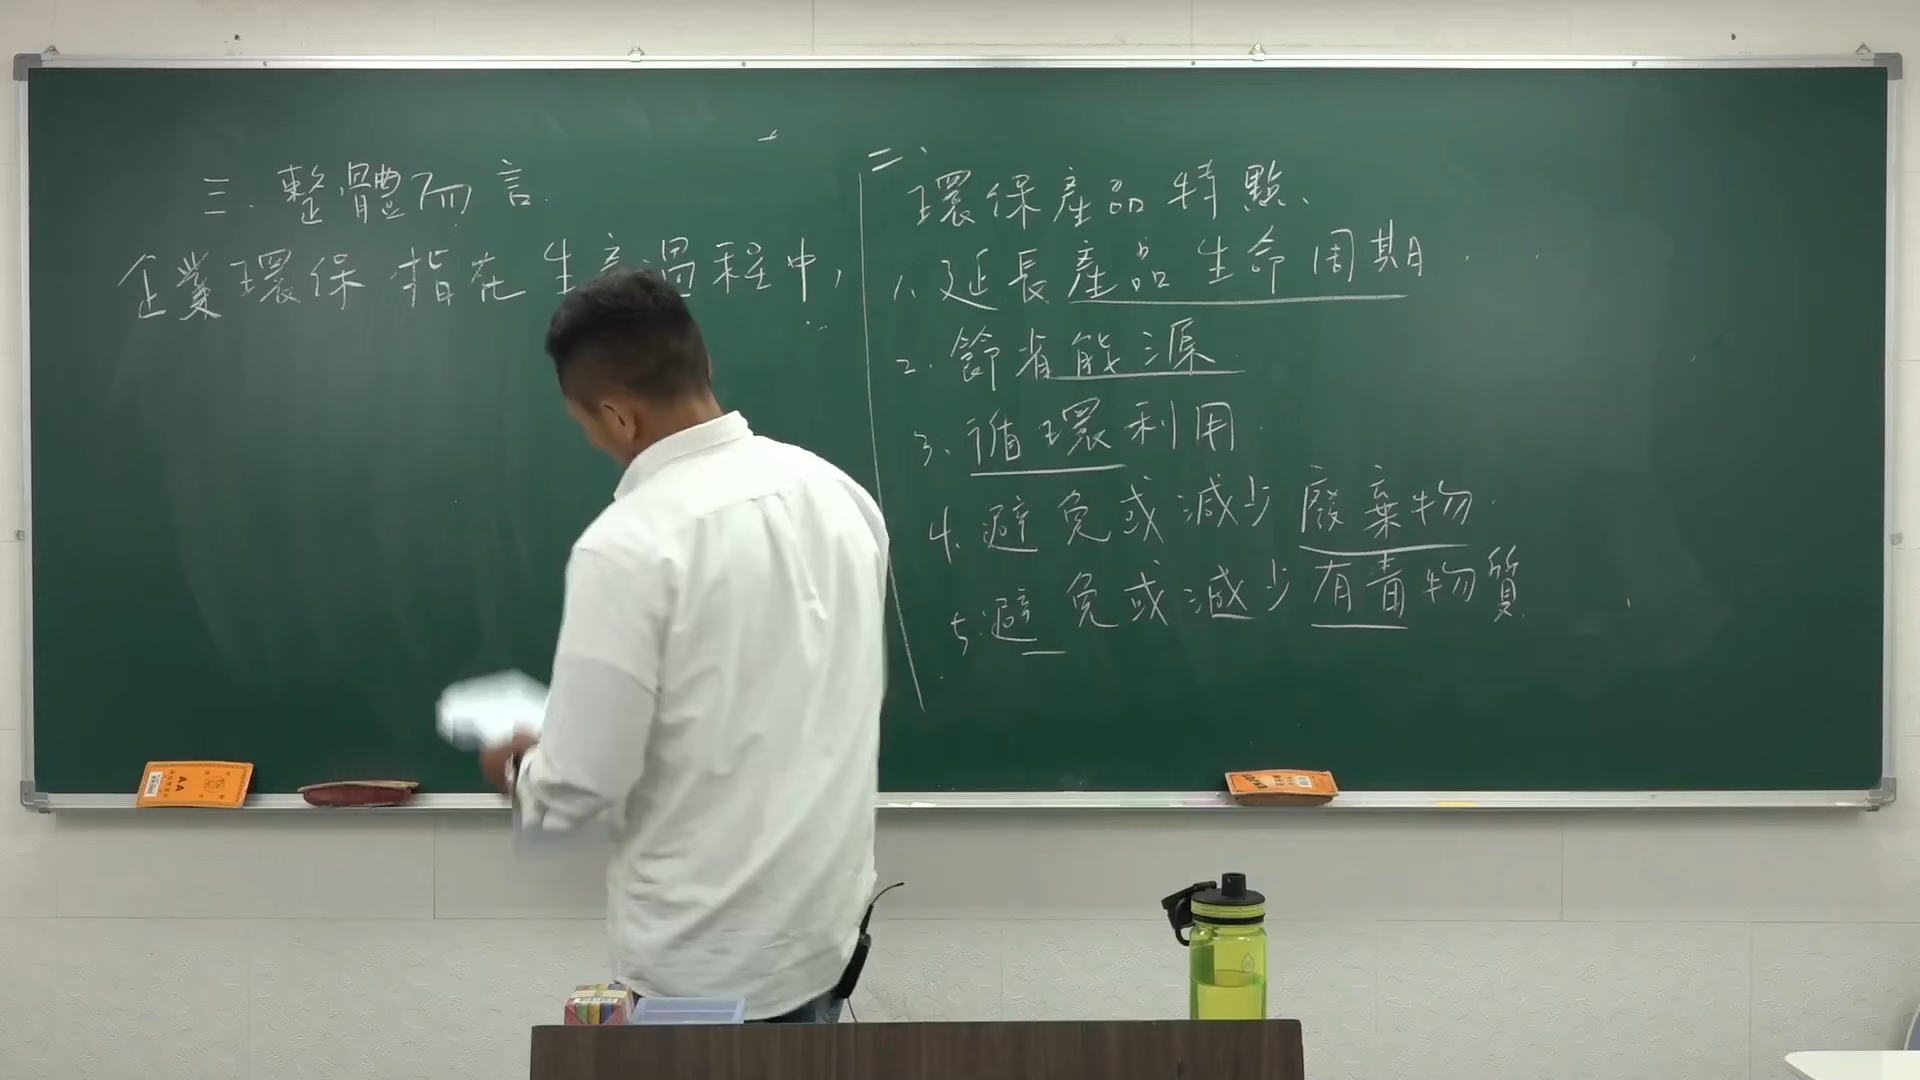 三.整體而言.
企業環保 指在生產過程中,
二、
環保產品特點、
1.延長產品生命周期.
2.節省能源.
3.循環利用.
4.避免或減少廢棄物.
5.避免或減少有毒物質
AA